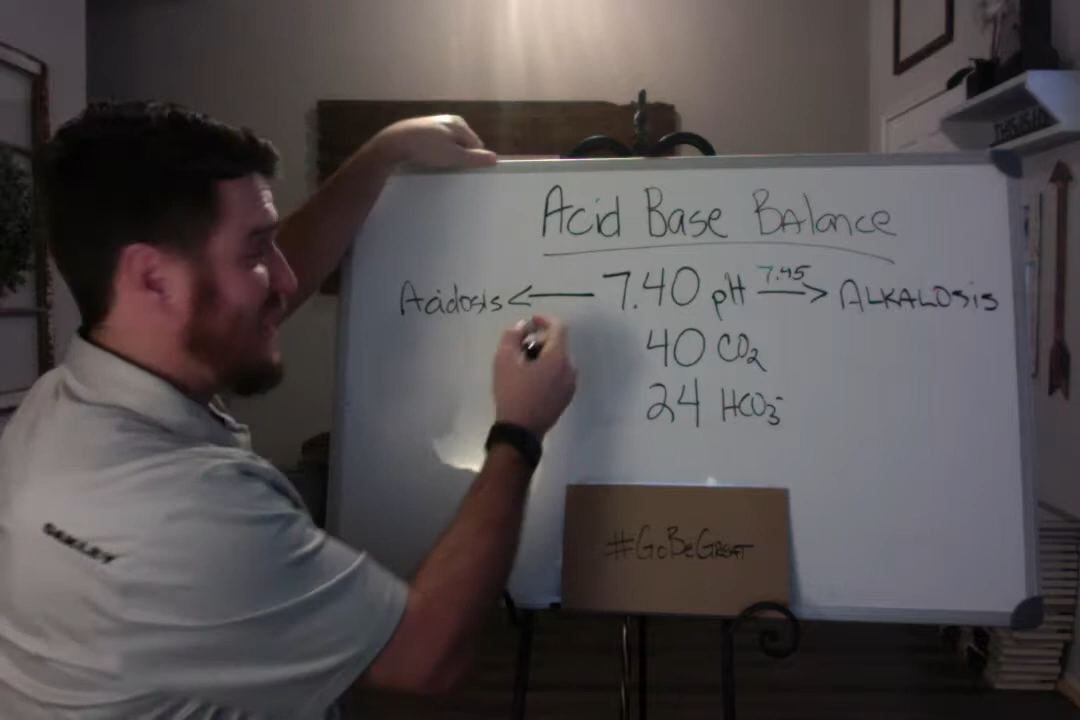 Acid Base BAlance
Acidosis ← 7.40 pH 7.45 → ALKALOSIS
40 CO₂
24 HCO₃⁻
#GoBeGreat
OAKLEY